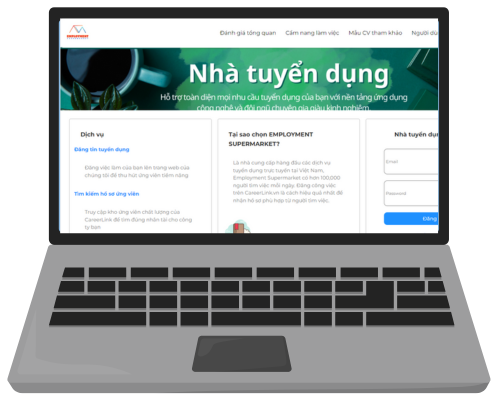 EMPLOYMENT
Đánh giá tổng quan Cẩm nang làm việc Mẫu CV tham khảo Người dụ
Nhà tuyển dụng
Hỗ trợ toàn diện mọi nhu cầu tuyển dụng của bạn với nền tảng ứng dụng
công nghệ và đội ngũ chuyên gia giàu kinh nghiệm.
Dịch vụ
Đăng tin tuyển dụng
Đăng việc làm của bạn lên trang web của
chúng tôi để thu hút ứng viên tiềm năng
Tìm kiếm hồ sơ ứng viên
Truy cập kho ứng viên chất lượng của
CareerLink để tìm đúng nhân tài cho công
ty bạn
Tại sao chọn EMPLOYMENT
SUPERMARKET?
Là nhà cung cấp hàng đầu các dịch vụ
tuyển dụng trực tuyến tại Việt Nam,
Employment Supermarket có hơn 100,000
người tìm việc mỗi ngày. Đăng công việc
trên CareerLink.vn là cách hiệu quả nhất để
nhận hồ sơ phù hợp từ người tìm việc.
Nhà tuyển dụn
Email
Password
Đăng